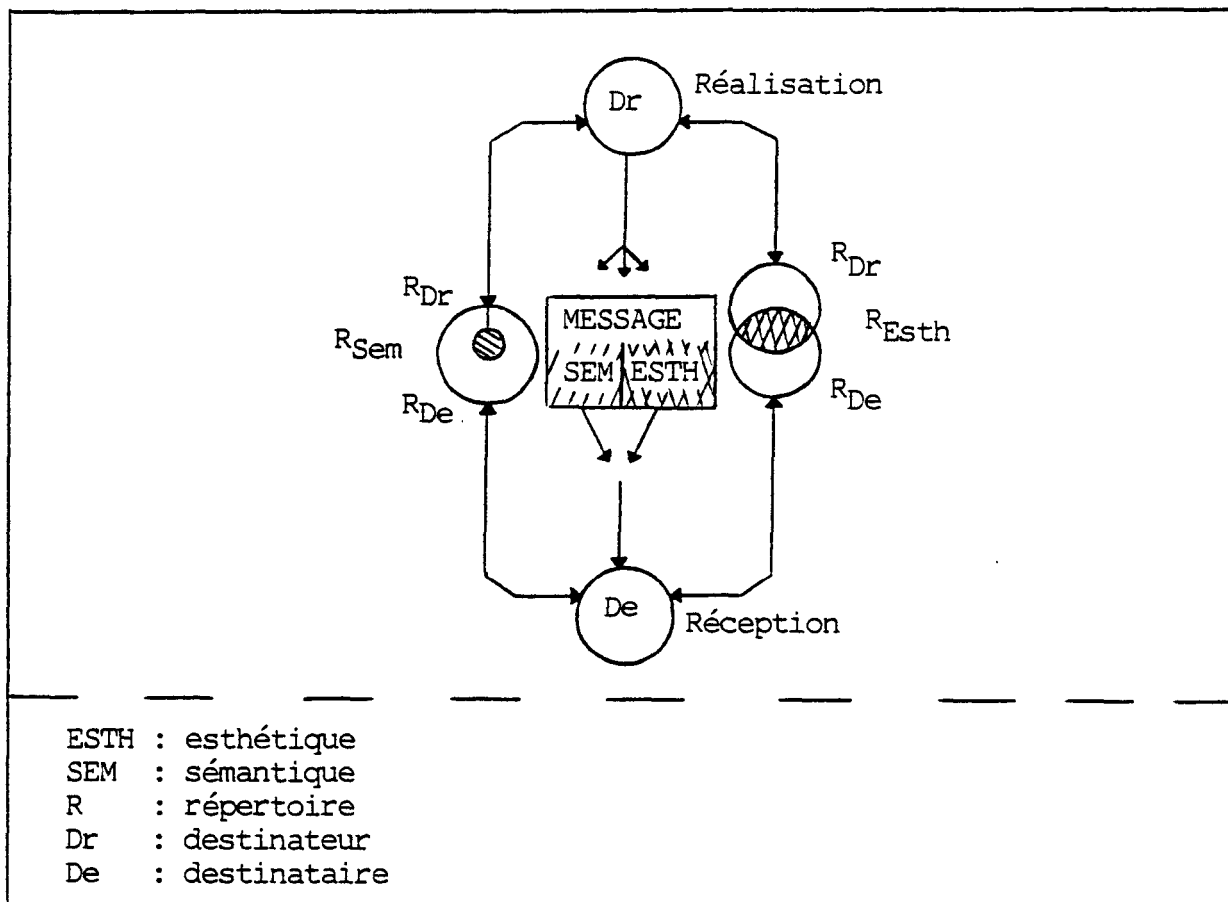 Dr
Réalisation
RDr
RSem
RDe
MESSAGE
SEM ESTH
RDr
REsth
RDe
De
Réception
ESTH : esthétique
SEM : sémantique
R : répertoire
Dr : destinateur
De : destinataire